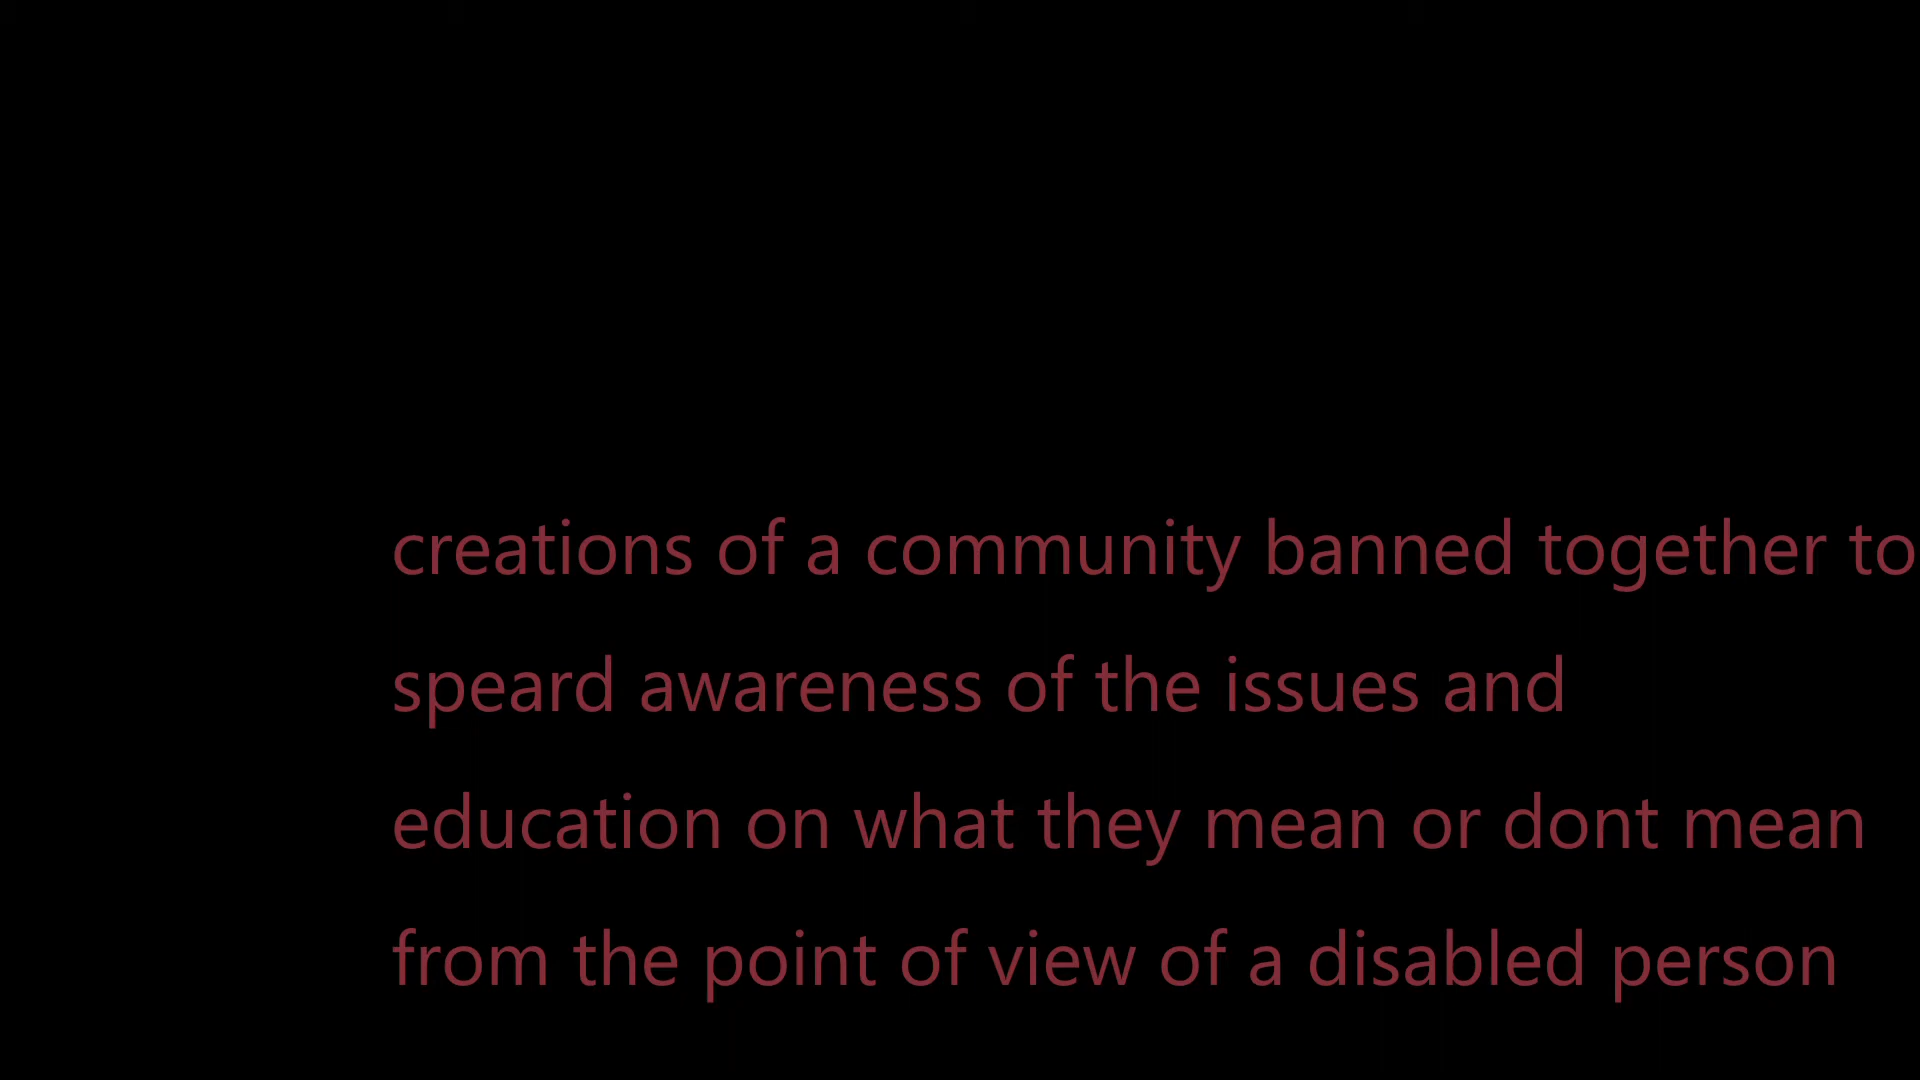 creations of a community banned together to
speard awareness of the issues and
education on what they mean or dont mean
from the point of view of a disabled person